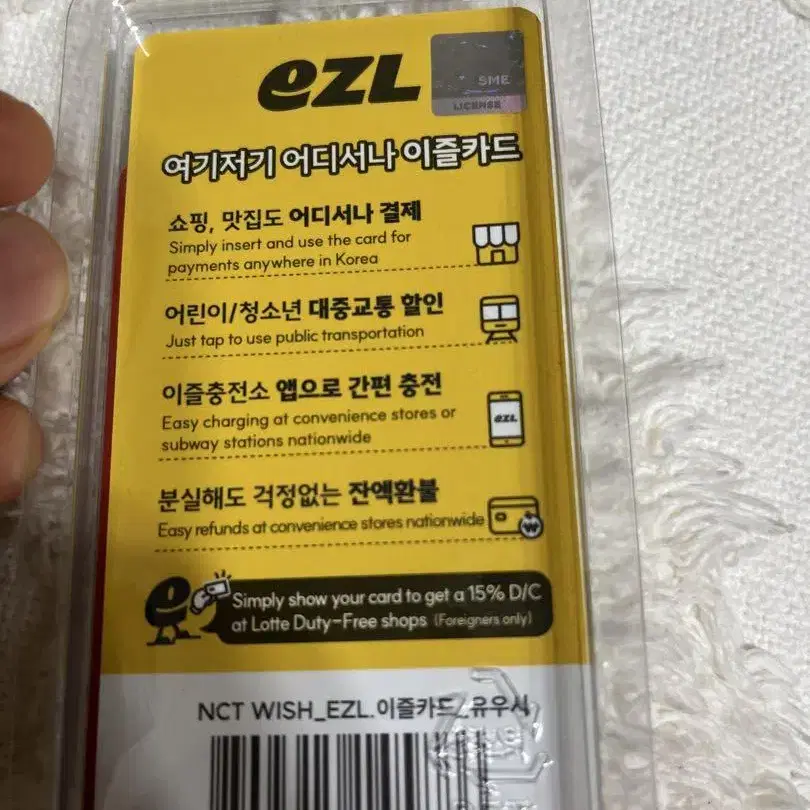 ezL
SME
LICENSE
여기저기 어디서나 이즐카드
쇼핑, 맛집도 어디서나 결제
Simply insert and use the card for
payments anywhere in Korea
어린이/청소년 대중교통 할인
Just tap to use public transportation
이즐충전소 앱으로 간편 충전
Easy charging at convenience stores or
subway stations nationwide
ezL
분실해도 걱정없는 잔액환불
Easy refunds at convenience stores nationwide
₩
Simply show your card to get a 15% D/C
at Lotte Duty-Free shops (Foreigners only)
NCT WISH_EZL.이즐카드_유우시